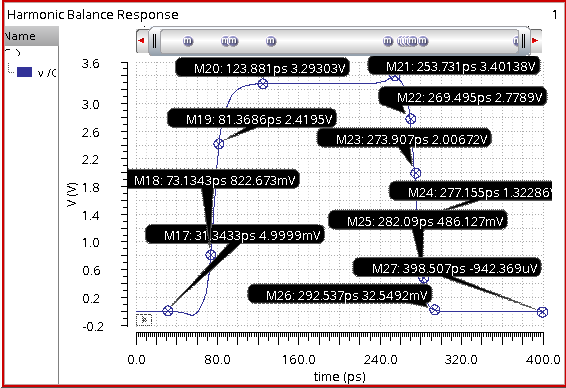 Harmonic Balance Response 1
Name
v /
V (V)
3.6
3.0
2.6
2.2
1.8
1.4
1.0
0.6
0.2
-0.2
M20: 123.881ps 3.29303V
M21: 253.731ps 3.40138V
M22: 269.495ps 2.7789V
M19: 81.3686ps 2.4195V
M23: 273.907ps 2.00672V
M18: 73.1343ps 822.673mV
M24: 277.155ps 1.32286V
M25: 282.09ps 486.127mV
M17: 31.3433ps 4.9999mV
M27: 398.507ps -942.369uV
M26: 292.537ps 32.5492mV
0.0 80.0 160.0 240.0 320.0 400.0
time (ps)